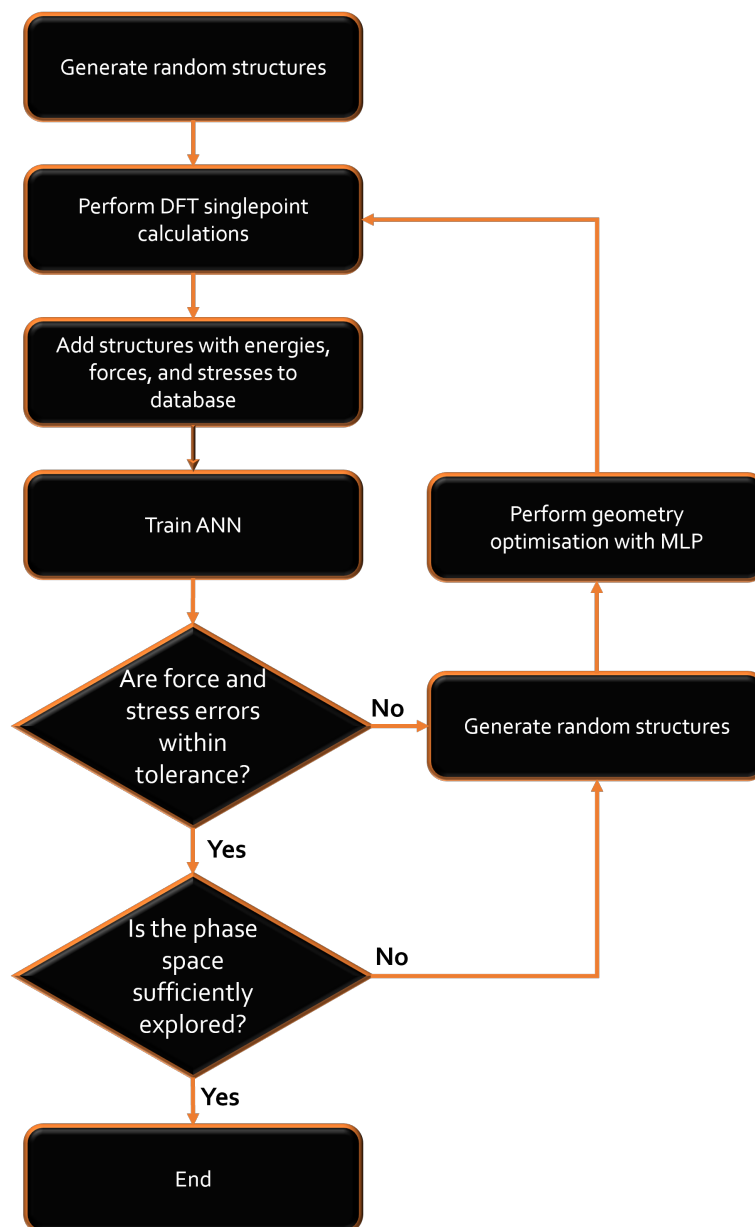 Generate random structures
Perform DFT singlepoint
calculations
Add structures with energies,
forces, and stresses to
database
Train ANN
Perform geometry
optimisation with MLP
Are force and
stress errors
within
tolerance?
No
Generate random structures
Yes
Is the phase
space
sufficiently
explored?
No
Yes
End